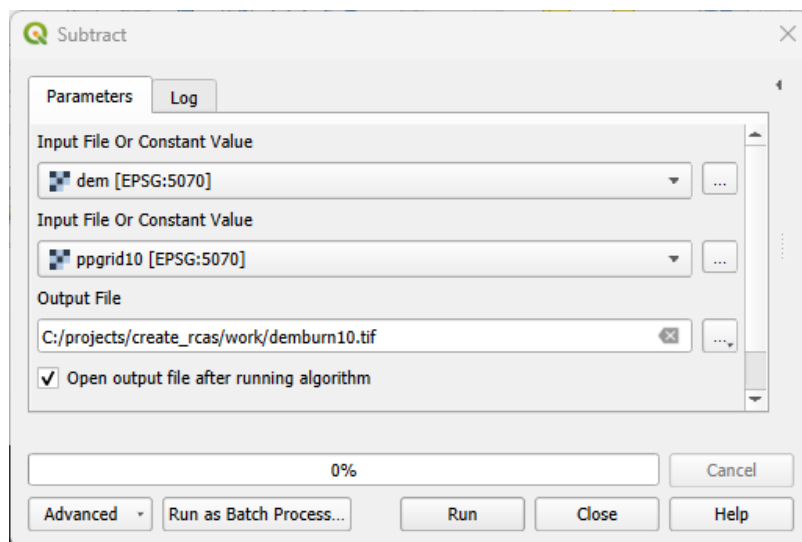 Subtract
Parameters
Log
Input File Or Constant Value
dem [EPSG:5070]
...
Input File Or Constant Value
ppgrid10 [EPSG:5070]
...
Output File
C:/projects/create_rcas/work/demburn10.tif
...
Open output file after running algorithm
0%
Cancel
Advanced
Run as Batch Process...
Run
Close
Help